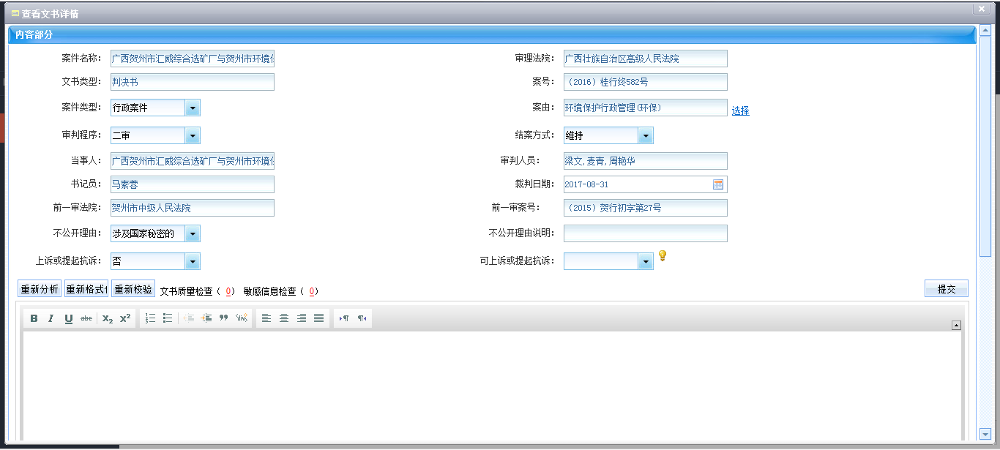 查看文书详情
内容部分
案件名称： 广西贺州市汇威综合选矿厂与贺州市环境 审理法院： 广西壮族自治区高级人民法院
文书类型： 判决书 案号： （2016）桂行终582号
案件类型： 行政案件 案由： 环境保护行政管理(环保) 选择
审判程序： 二审 结案方式： 维持
当事人： 广西贺州市汇威综合选矿厂与贺州市环境 审判人员： 梁文,麦青,周艳华
书记员： 马素蓉 裁判日期： 2017-08-31
前一审法院： 贺州市中级人民法院 前一审案号： （2015）贺行初字第27号
不公开理由： 涉及国家秘密的 不公开理由说明：
上诉或提起抗诉： 否 可上诉或提起抗诉：
重新分析 重新格式 重新校验 文书质量检查（ 0） 敏感信息检查（ 0） 提交
B I U abc X2 X2 div